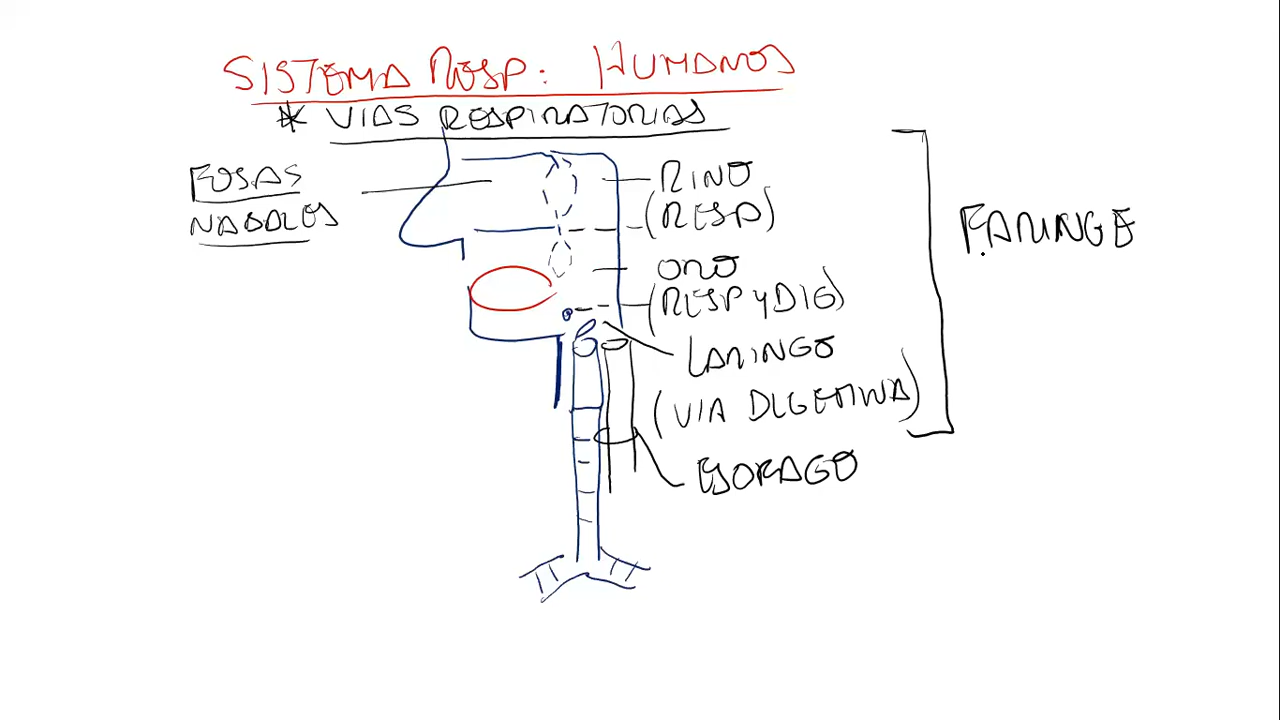 SISTEMA RESP: HUMANOS
* VIAS RESPIRATORIAS
FOSAS
NASALES
RINO
(RESP)
ORO
(RESP Y DIG)
LARINGO
(VIA DIGESTIVA)
ESOFAGO
FARINGE